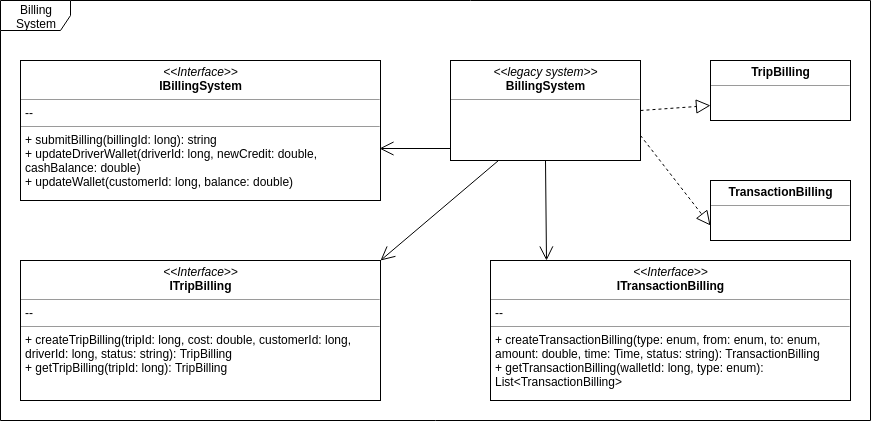 Billing
System
<<Interface>>
IBillingSystem
--
+ submitBilling(billingId: long): string
+ updateDriverWallet(driverId: long, newCredit: double,
cashBalance: double)
+ updateWallet(customerId: long, balance: double)
<<legacy system>>
BillingSystem
TripBilling
TransactionBilling
<<Interface>>
ITripBilling
--
+ createTripBilling(tripId: long, cost: double, customerId: long,
driverId: long, status: string): TripBilling
+ getTripBilling(tripId: long): TripBilling
<<Interface>>
ITransactionBilling
--
+ createTransactionBilling(type: enum, from: enum, to: enum,
amount: double, time: Time, status: string): TransactionBilling
+ getTransactionBilling(walletId: long, type: enum):
List<TransactionBilling>